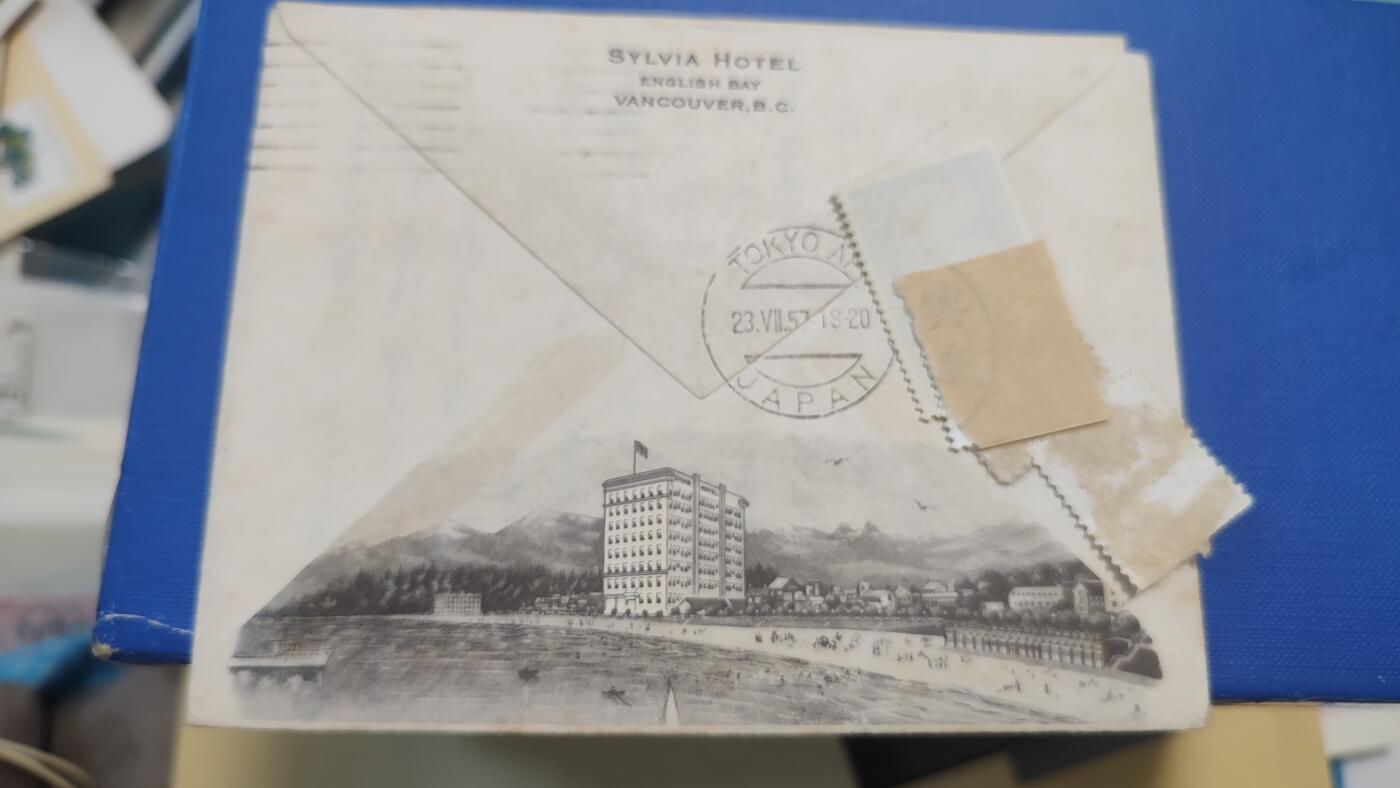 SYLVIA HOTEL
ENGLISH BAY
VANCOUVER, B.C.
TOKYO
23.VII.57 18-20
JAPAN